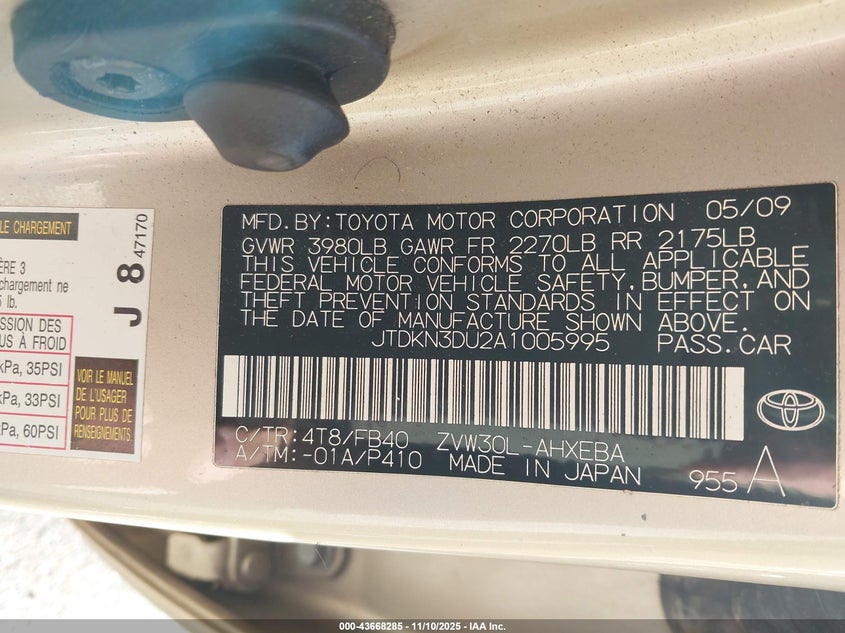 LE CHARGEMENT
ÈRE 3
chargement ne
lb.
SSION DES
US À FROID
kPa, 35PSI
kPa, 33PSI
kPa, 60PSI
VOIR LE MANUEL
DE L'USAGER
POUR PLUS DE
RENSEIGNEMENTS
J 8 47170
MFD.BY:TOYOTA MOTOR CORPORATION 05/09
GVWR 3980LB GAWR FR 2270LB RR 2175LB
THIS VEHICLE CONFORMS TO ALL APPLICABLE
FEDERAL MOTOR VEHICLE SAFETY,BUMPER,AND
THEFT PREVENTION STANDARDS IN EFFECT ON
THE DATE OF MANUFACTURE SHOWN ABOVE.
JTDKN3DU2A1005995 PASS.CAR
C/TR:4T8/FB40 ZVW30L-AHXEBA
A/TM:-01A/P410 MADE IN JAPAN 955 A
000-43668285 - 11/10/2025 - IAA Inc.